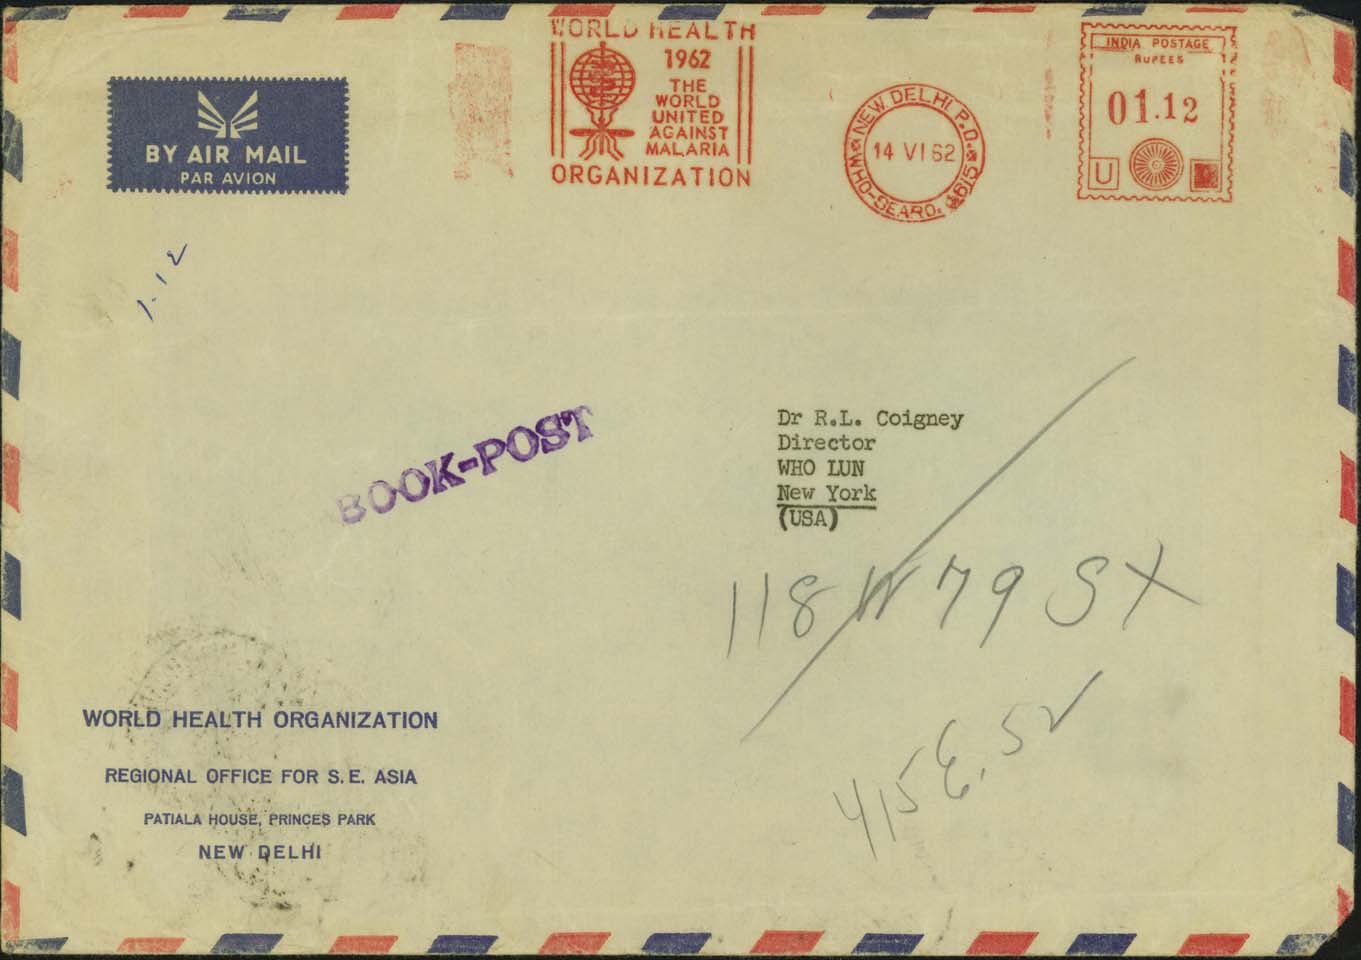 BY AIR MAIL
PAR AVION
WORLD HEALTH
1962
THE
WORLD
UNITED
AGAINST
MALARIA
ORGANIZATION
NEW DELHI P.O.
14 VI 62
WHO-SEARO.
INDIA POSTAGE
RUPEES
01.12
U
1.12
BOOK-POST
Dr R.L. Coigney
Director
WHO LUN
New York
(USA)
118 W 79 SX
415 E. 52
WORLD HEALTH ORGANIZATION
REGIONAL OFFICE FOR S. E. ASIA
PATIALA HOUSE, PRINCES PARK
NEW DELHI